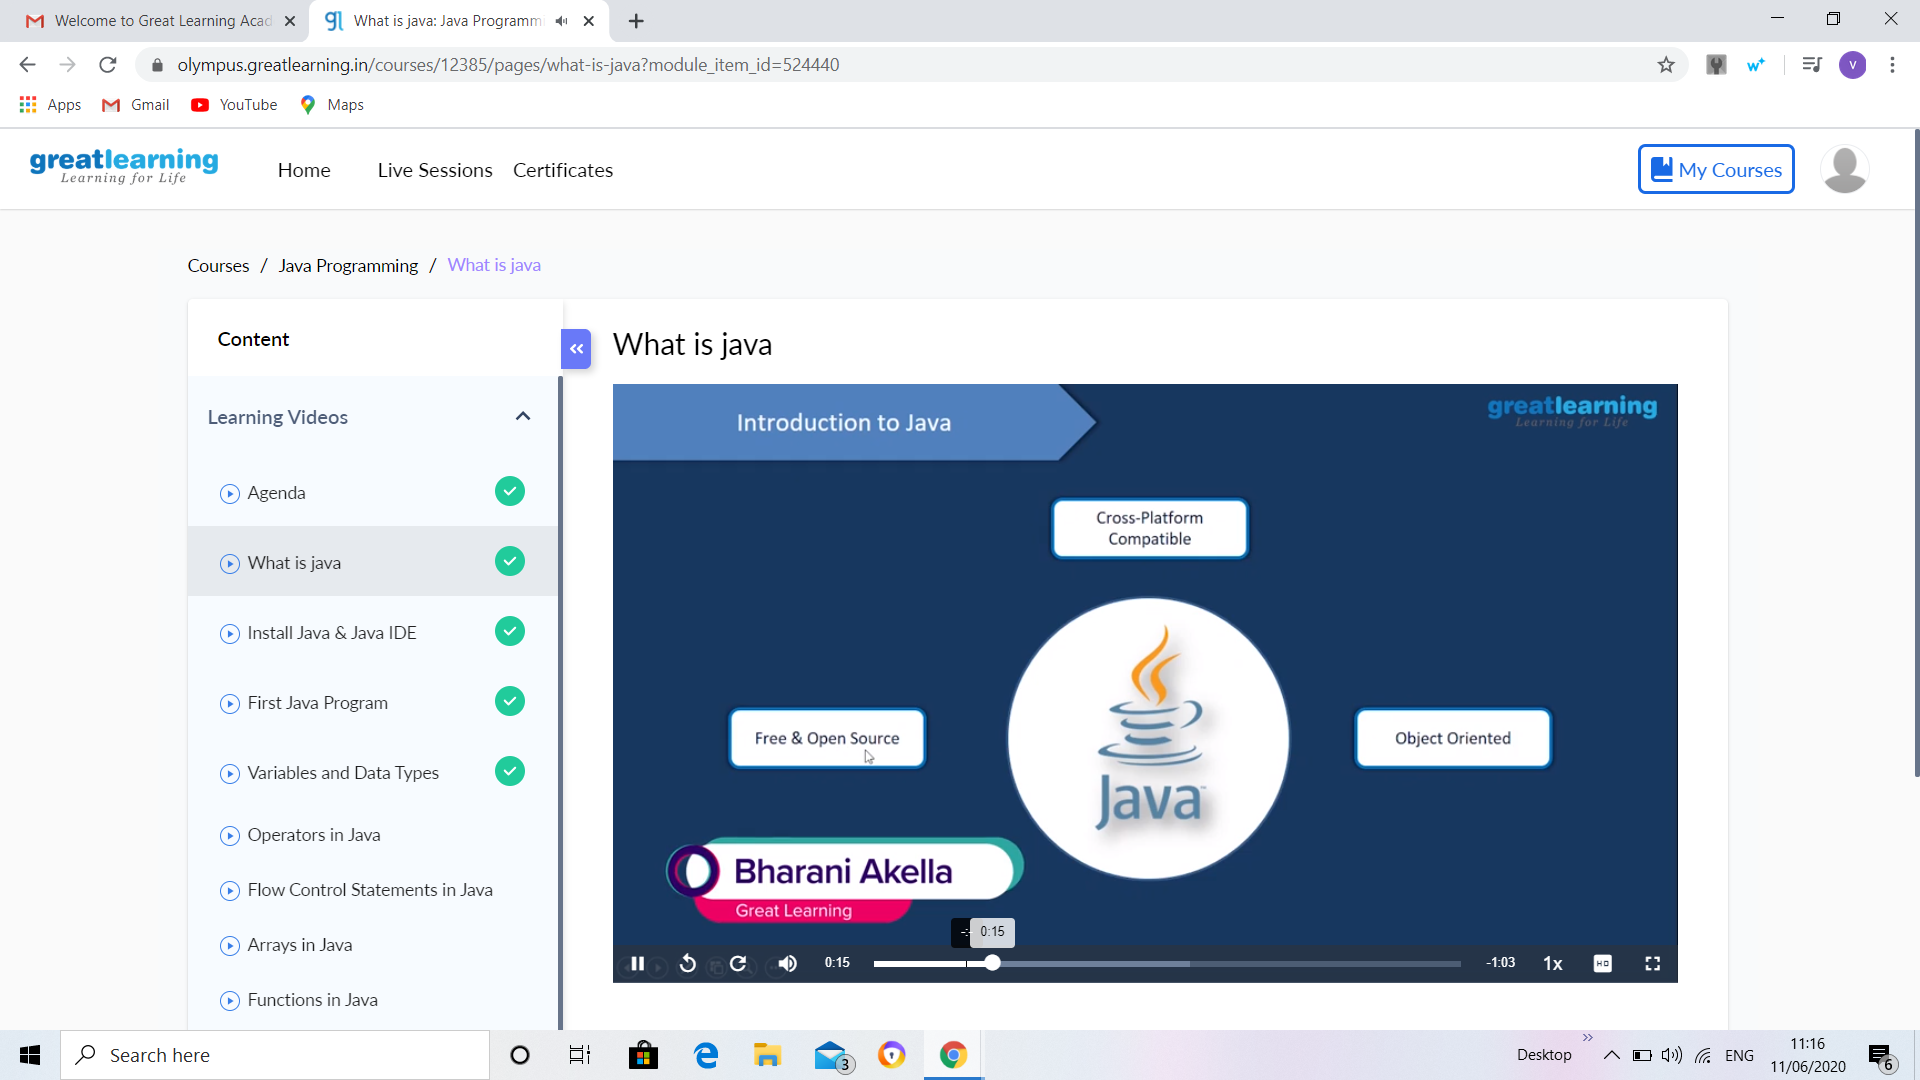 Welcome to Great Learning Acad
What is java: Java Programm
olympus.greatlearning.in/courses/12385/pages/what-is-java?module_item_id=524440
w+
V
Apps
Gmail
YouTube
Maps
greatlearning
Learning for Life
Home
Live Sessions
Certificates
My Courses
Courses / Java Programming / What is java
Content
«
What is java
Learning Videos
Agenda
What is java
Install Java & Java IDE
First Java Program
Variables and Data Types
Operators in Java
Flow Control Statements in Java
Arrays in Java
Functions in Java
Introduction to Java
greatlearning
Learning for Life
Cross-Platform
Compatible
Free & Open Source
Object Oriented
Java™
Bharani Akella
Great Learning
0:15
0:15
-1:03
1x
HD
Search here
3
Desktop
»
ENG
11:16
11/06/2020
6